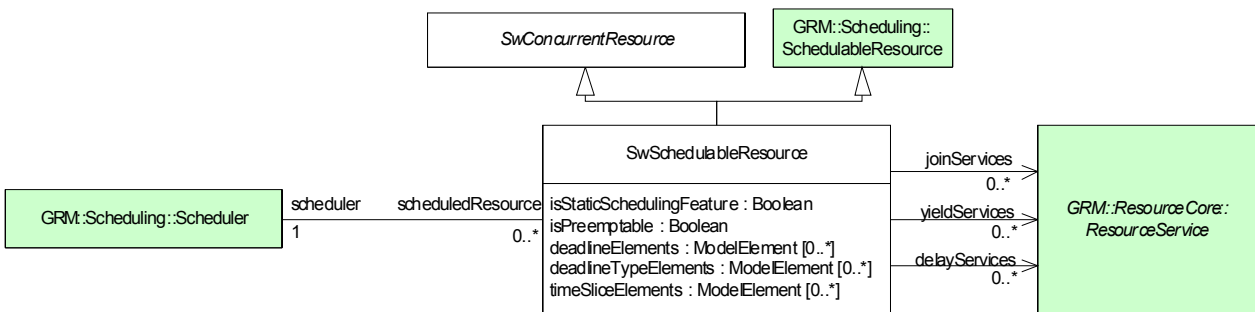 SwConcurrentResource
GRM::Scheduling::
SchedulableResource
SwSchedulableResource
isStaticSchedulingFeature : Boolean
isPreemptable : Boolean
deadlineElements : ModelElement [0..*]
deadlineTypeElements : ModelElement [0..*]
timeSliceElements : ModelElement [0..*]
GRM::Scheduling::Scheduler
scheduler
1
scheduledResource
0..*
joinServices
0..*
yieldServices
0..*
delayServices
0..*
GRM::ResourceCore::
ResourceService